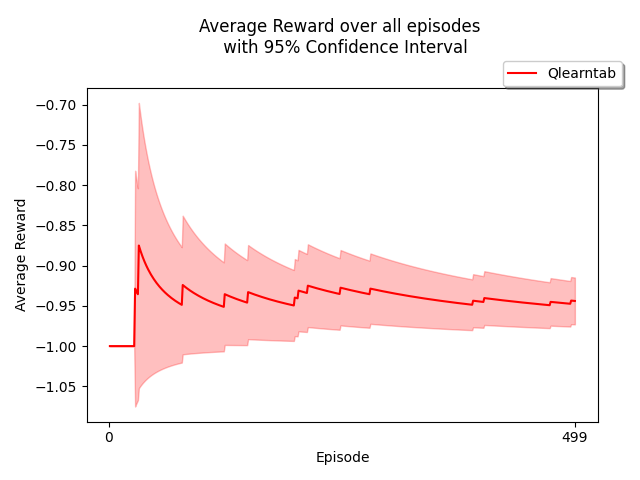 Average Reward over all episodes
with 95% Confidence Interval
Qlearntab
−0.70
−0.75
−0.80
−0.85
−0.90
−0.95
−1.00
−1.05
Average Reward
0
499
Episode